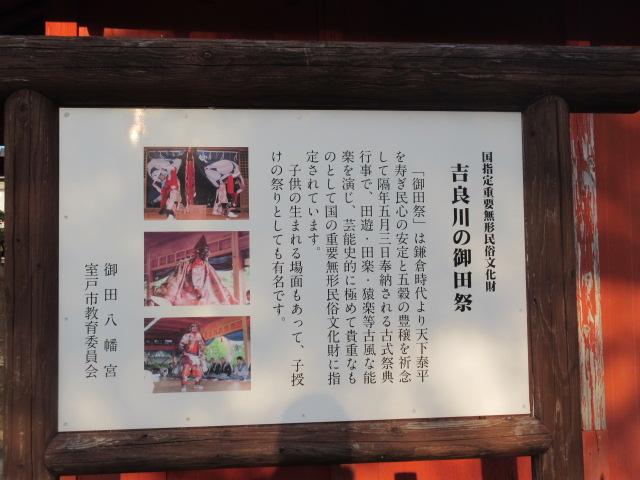 国指定重要無形民俗文化財
吉良川の御田祭
「御田祭」は鎌倉時代より天下泰平
を寿ぎ民心の安定と五穀の豊穣を祈念
して隔年五月三日奉納される古式祭典
行事で、田遊・田楽・猿楽等古風な能
楽を演じ、芸能史的に極めて貴重なも
のとして国の重要無形民俗文化財に指
定されています。
子供の生まれる場面もあって、子授
けの祭りとしても有名です。
御田八幡宮
室戸市教育委員会